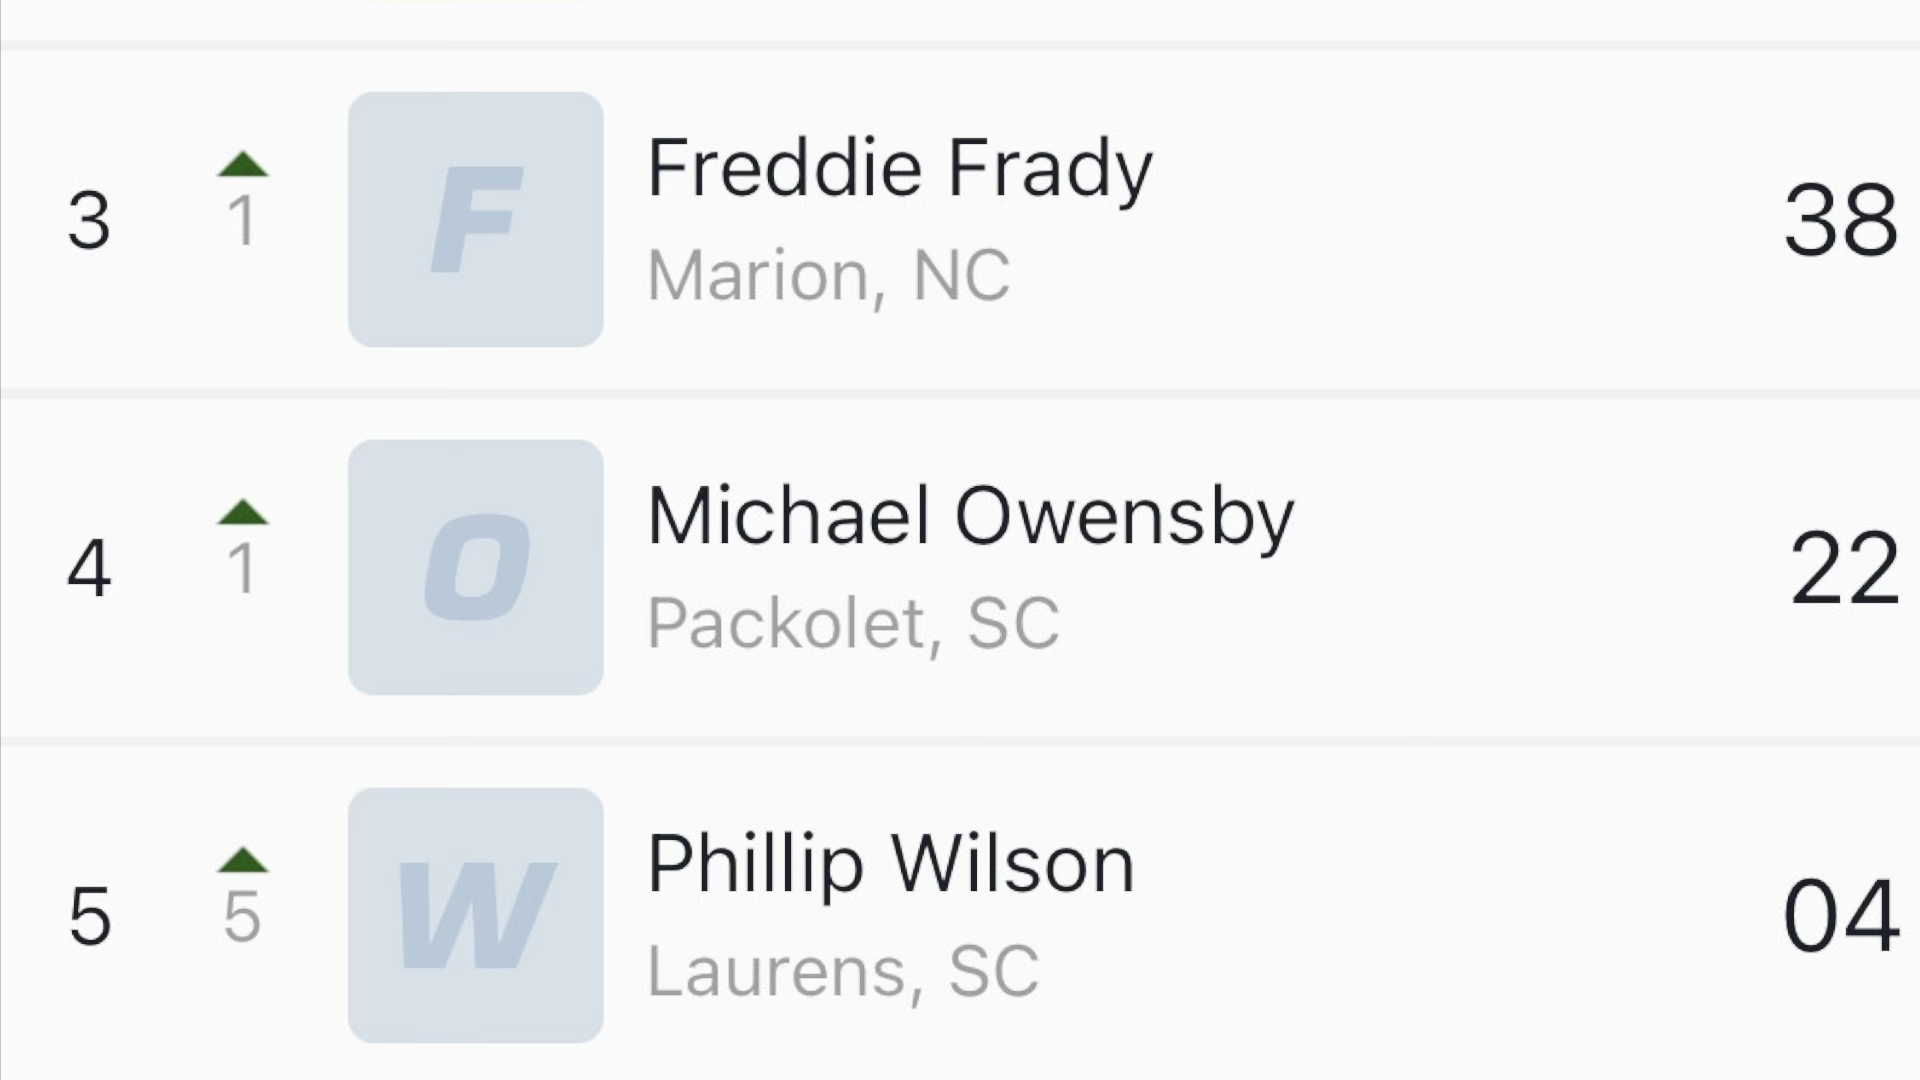 3
1
F
Freddie Frady
Marion, NC
38
4
1
O
Michael Owensby
Packolet, SC
22
5
5
W
Phillip Wilson
Laurens, SC
04